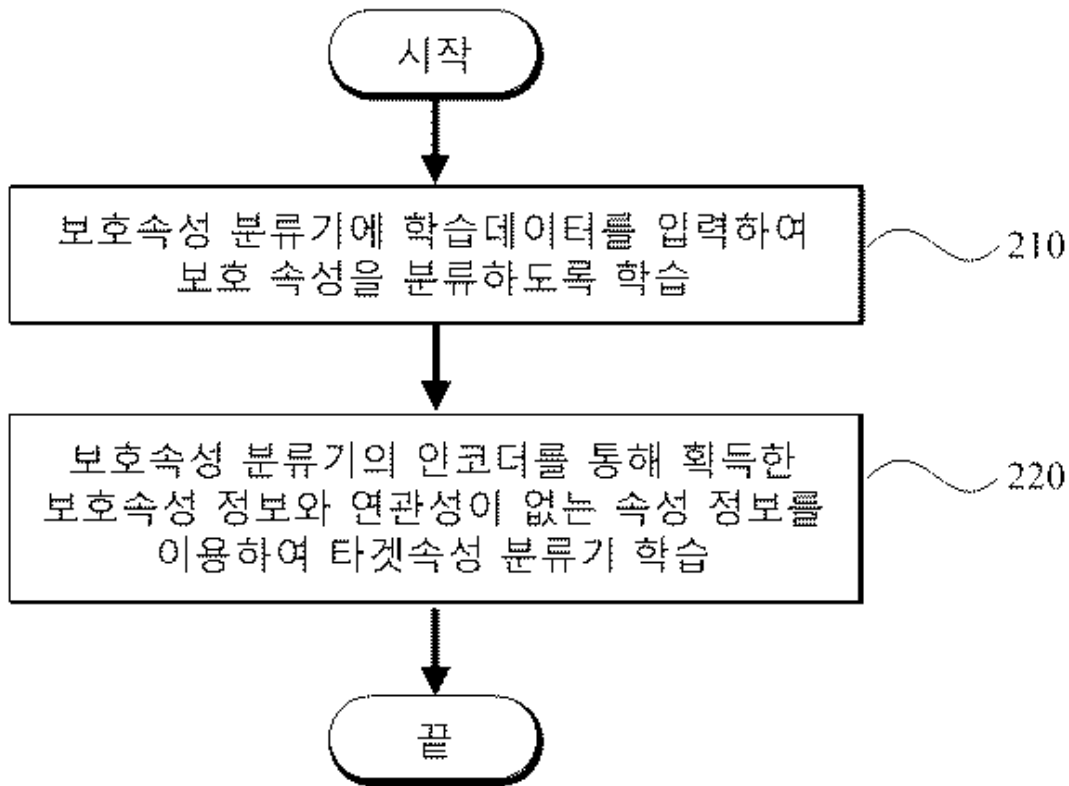 시작
보호속성 분류기에 학습데이터를 입력하여
보호 속성을 분류하도록 학습
210
보호속성 분류기의 인코더를 통해 획득한
보호속성 정보와 연관성이 없는 속성 정보를
이용하여 타겟속성 분류기 학습
220
끝